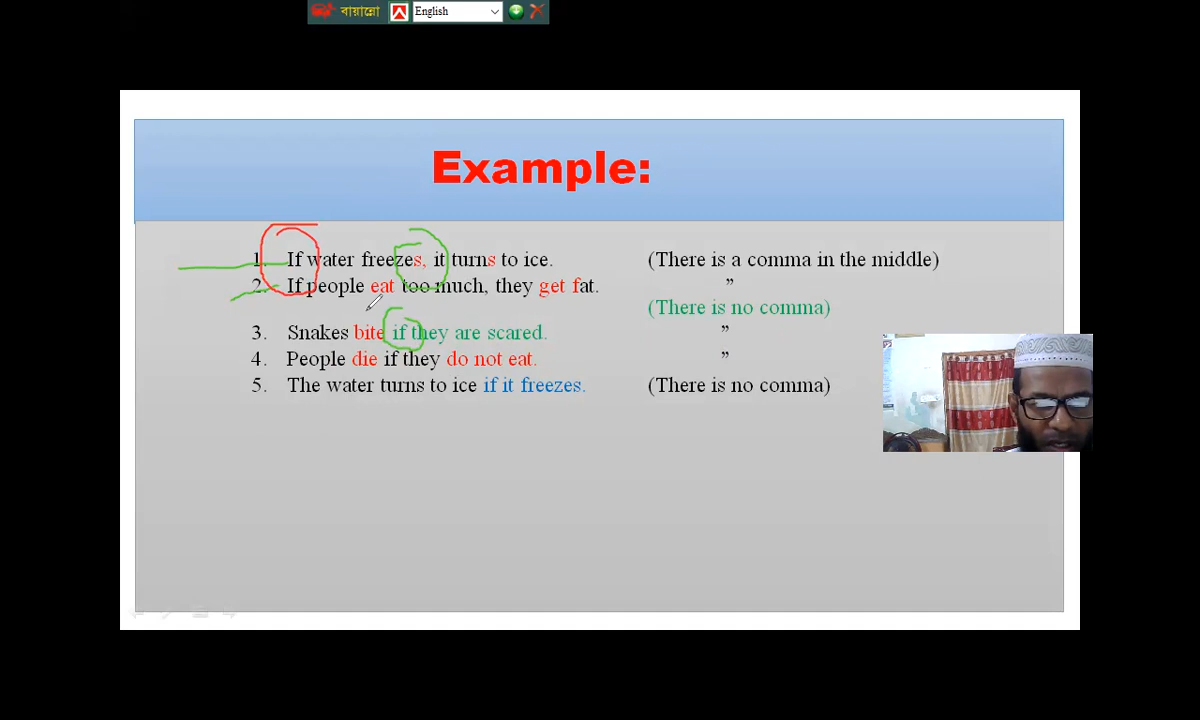 বায়ান্নো English
Example:
1. If water freezes, it turns to ice. (There is a comma in the middle)
2. If people eat too much, they get fat. ”
(There is no comma)
3. Snakes bite if they are scared. ”
4. People die if they do not eat. ”
5. The water turns to ice if it freezes. (There is no comma)